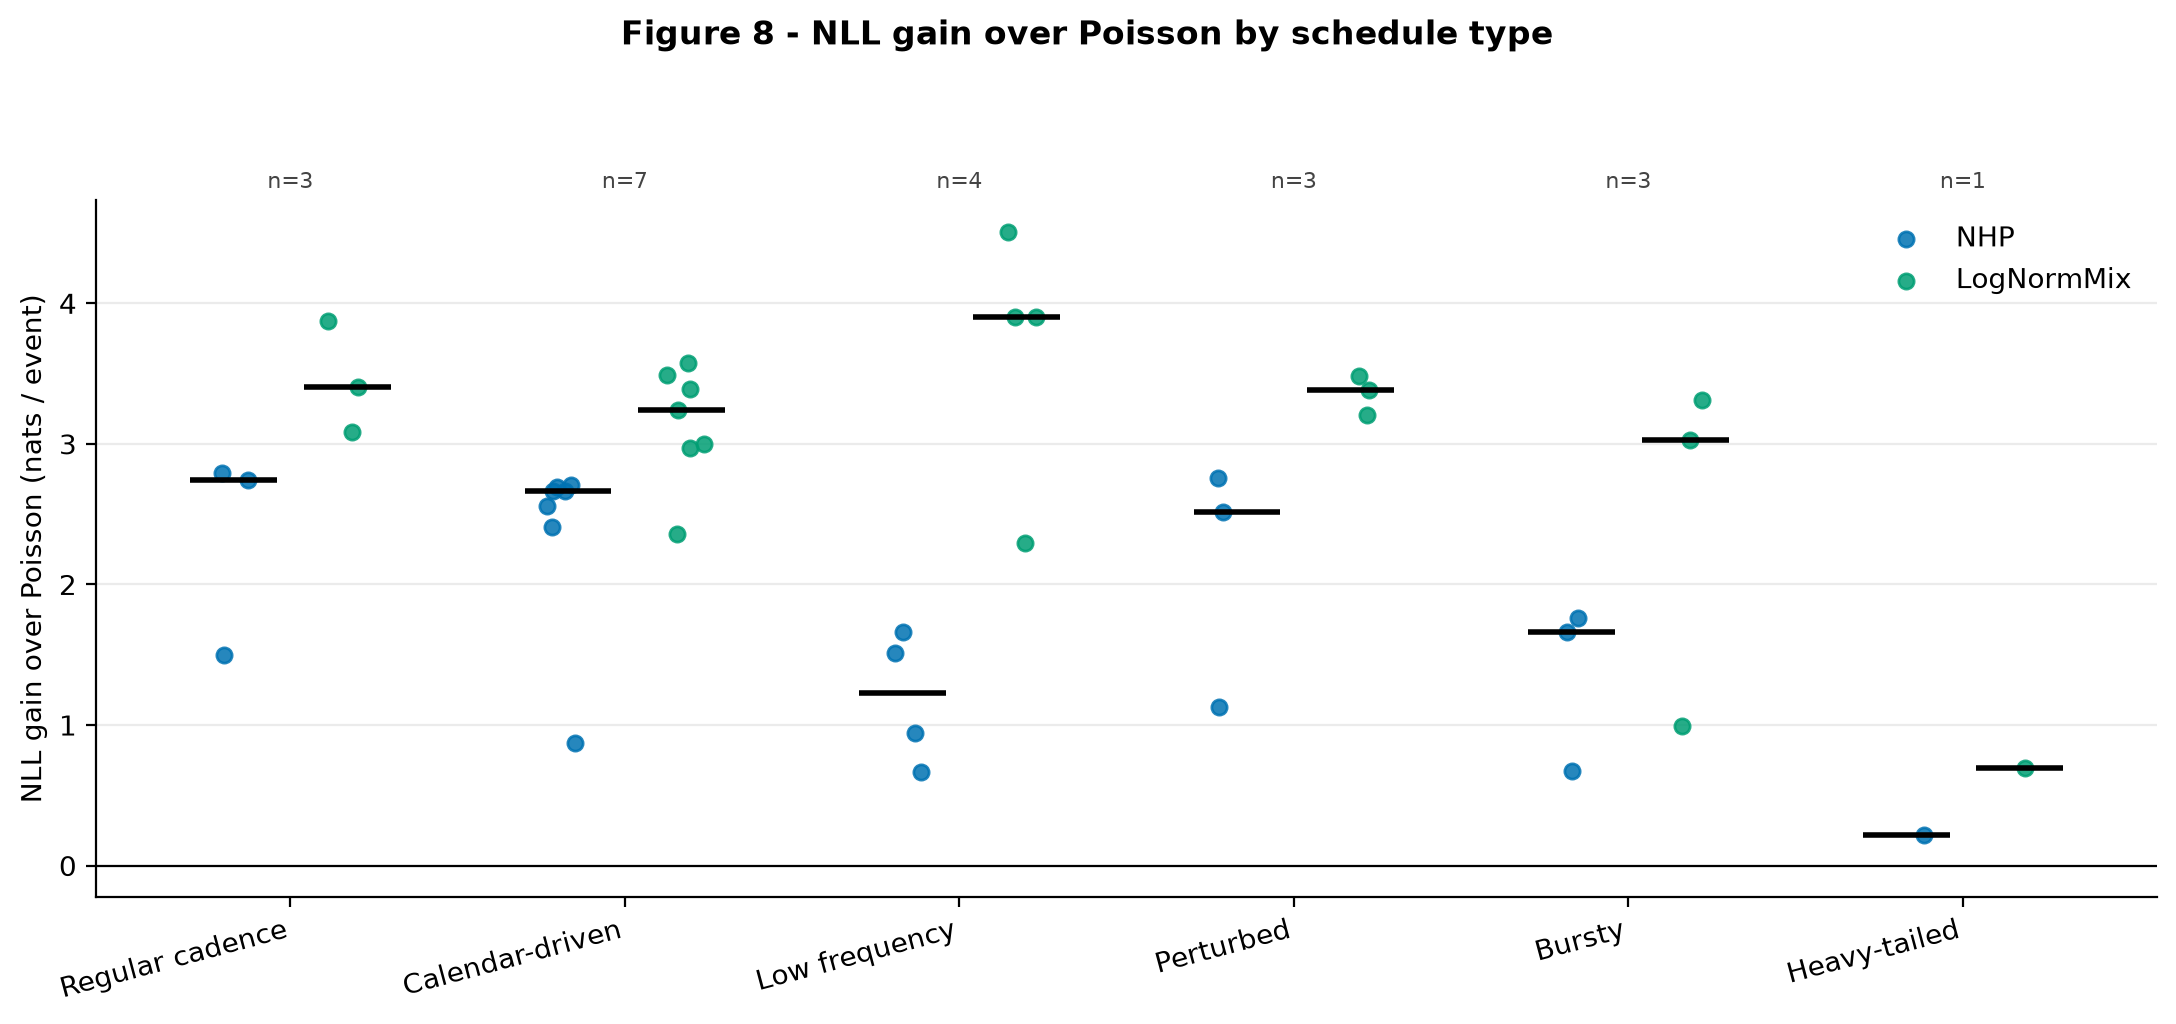 Figure 8 - NLL gain over Poisson by schedule type
n=3
n=7
n=4
n=3
n=3
n=1
NHP
LogNormMix
NLL gain over Poisson (nats / event)
4
3
2
1
0
Regular cadence
Calendar-driven
Low frequency
Perturbed
Bursty
Heavy-tailed